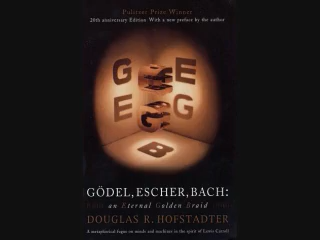 Pulitzer Prize Winner
20th anniversary Edition With a new preface by the author
G E
E G
B
GÖDEL, ESCHER, BACH:
an Eternal Golden Braid
DOUGLAS R. HOFSTADTER
A metaphorical fugue on minds and machines in the spirit of Lewis Carroll